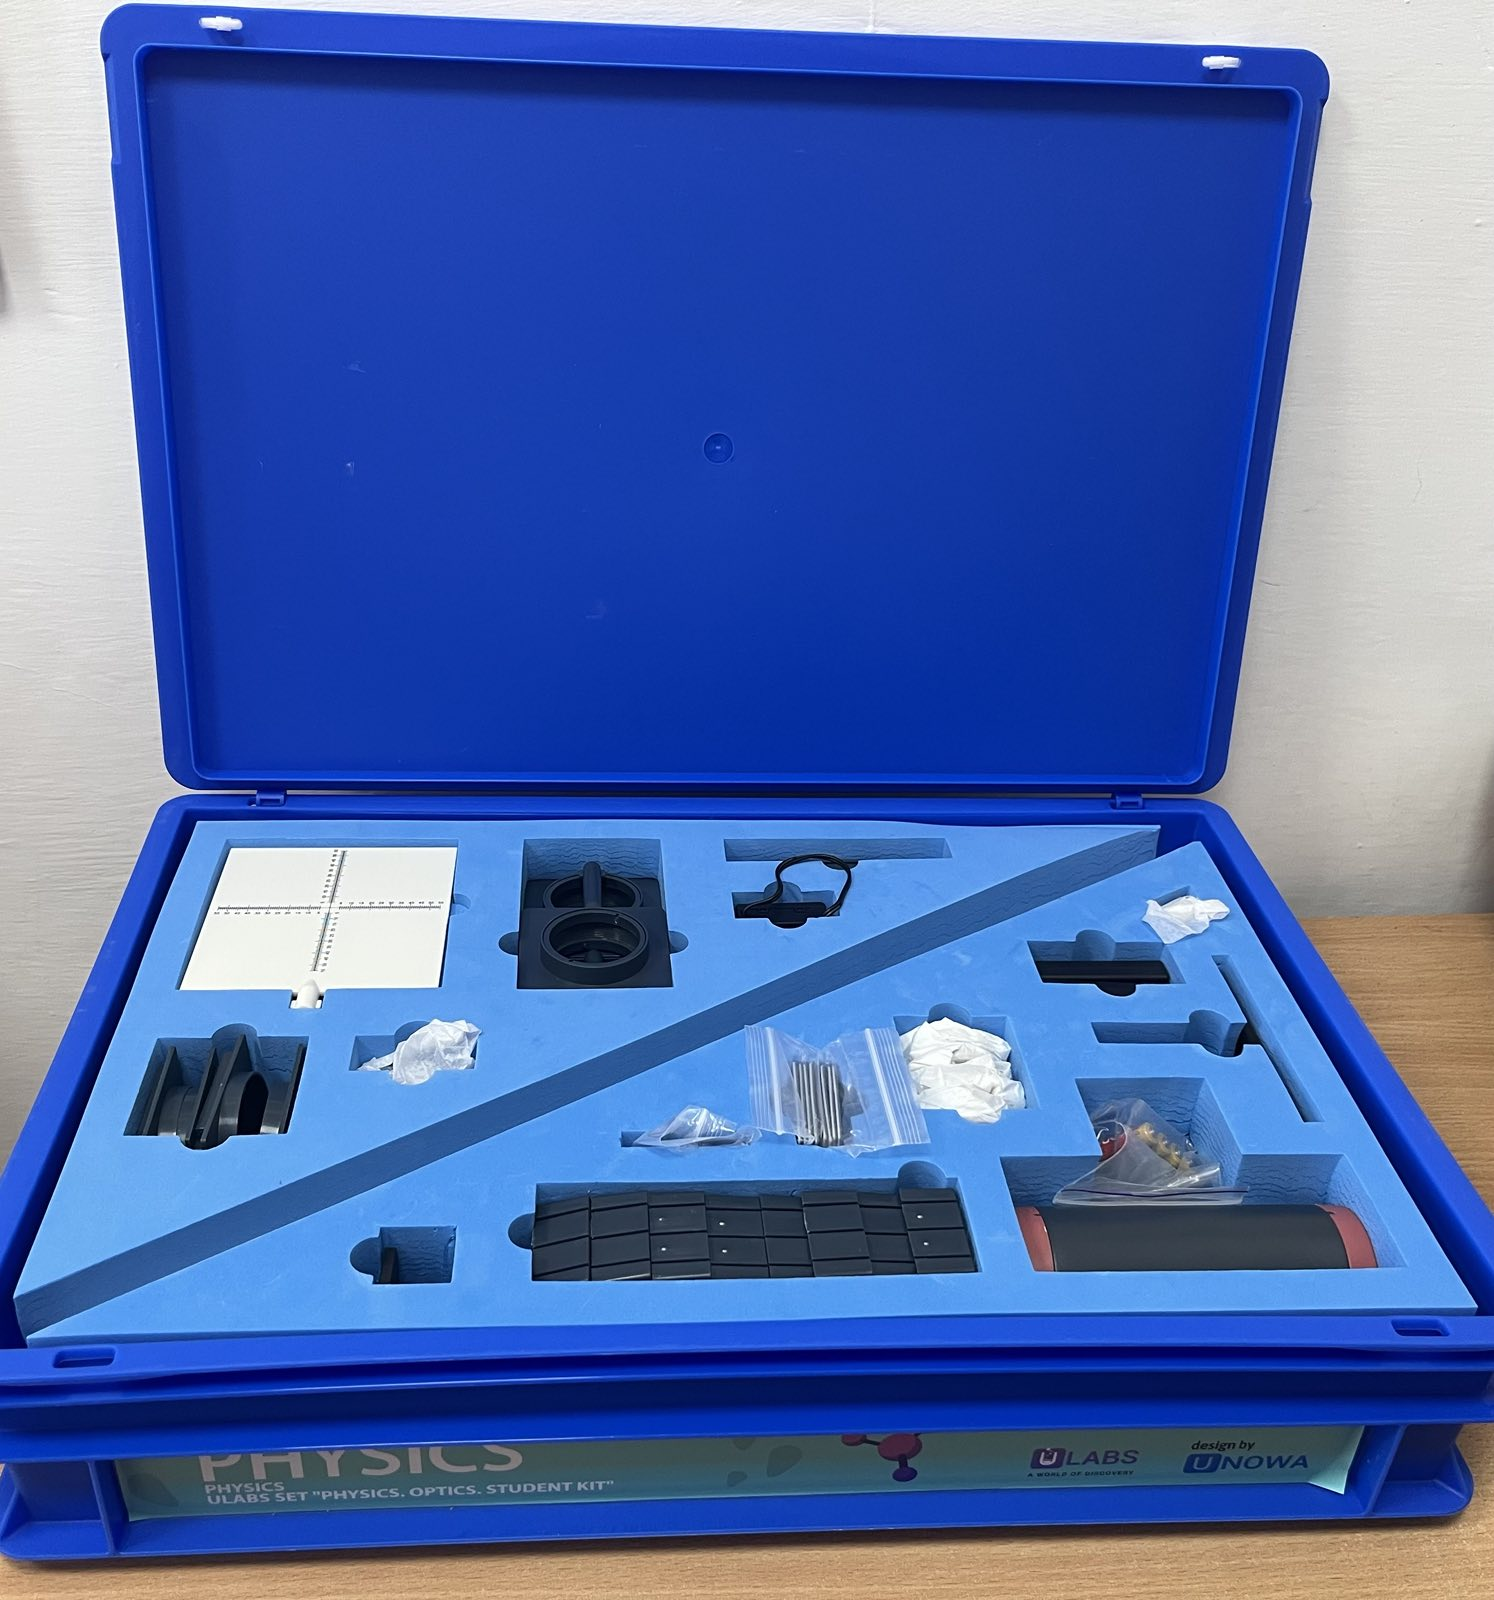 PHYSICS
PHYSICS
ULABS SET "PHYSICS. OPTICS. STUDENT KIT"
ULABS
A WORLD OF DISCOVERY
design by
UNOWA